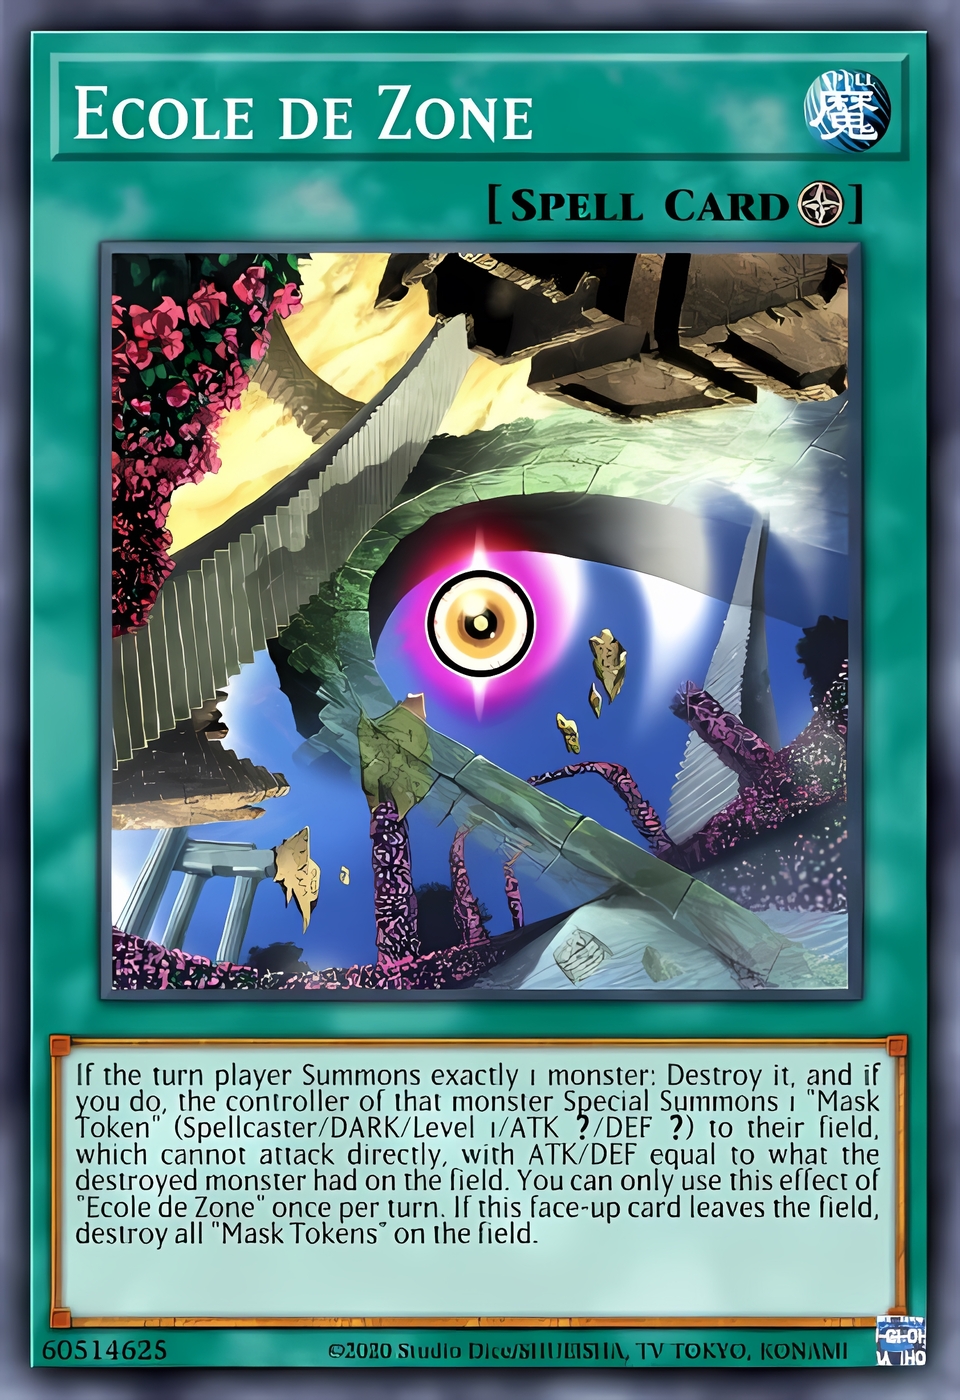 ECOLE DE ZONE
魔
[SPELL CARD]
If the turn player Summons exactly 1 monster: Destroy it, and if
you do, the controller of that monster Special Summons 1 "Mask
Token" (Spellcaster/DARK/Level 1/ATK ?/DEF ?) to their field,
which cannot attack directly, with ATK/DEF equal to what the
destroyed monster had on the field. You can only use this effect of
"Ecole de Zone" once per turn. If this face-up card leaves the field,
destroy all "Mask Tokens" on the field.
60514625
©2020 Studio Dice/SHUEISHA, TV TOKYO, KONAMI